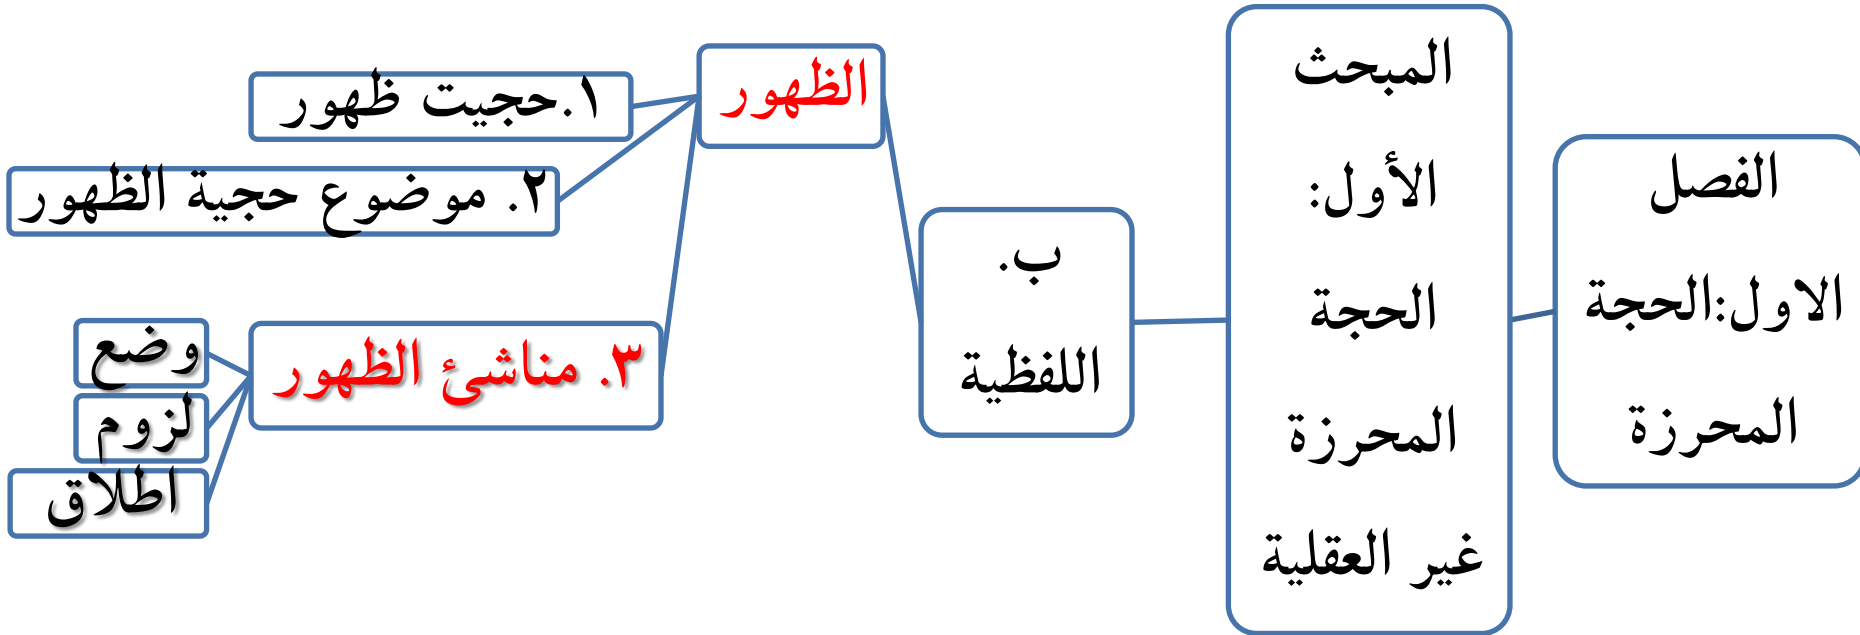 الفصل
الاول:الحجة
المحرزة
المبحث
الأول:
الحجة
المحرزة
غير العقلية
ب.
اللفظية
الظهور
١.حجيت ظهور
٢. موضوع حجية الظهور
٣. مناشئ الظهور
وضع
لزوم
اطلاق